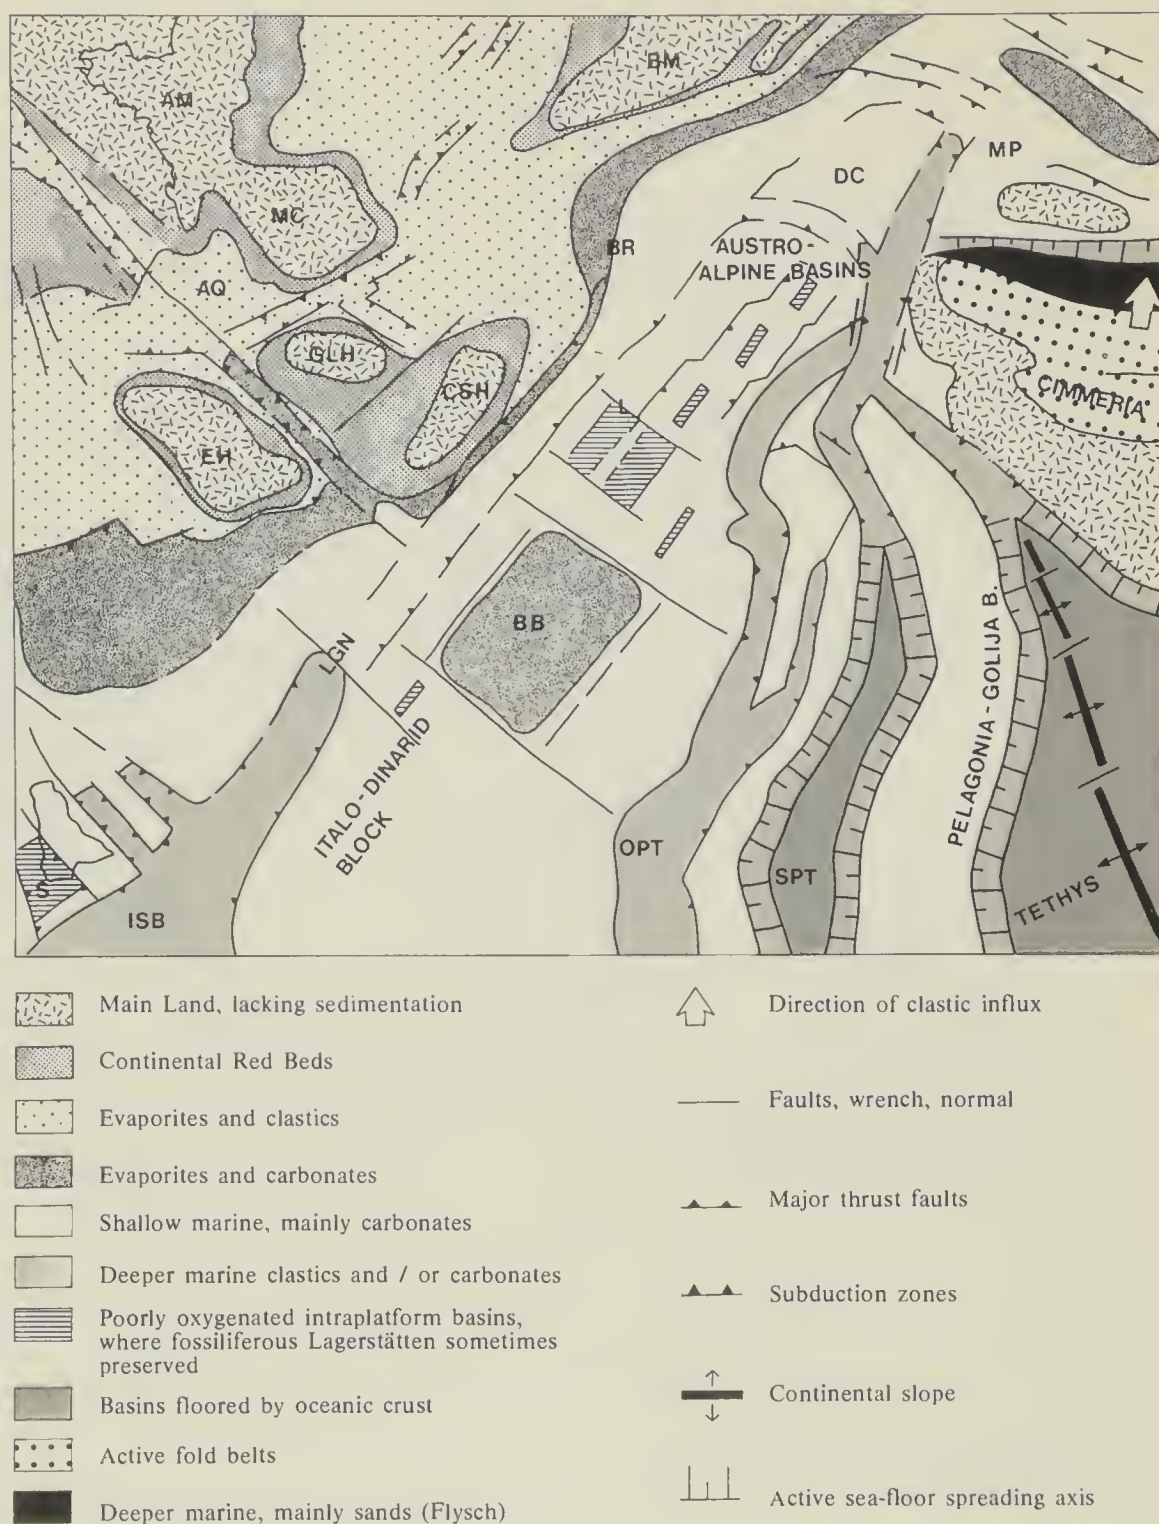 AM
BM
MP
DC
MC
BR
AUSTRO-
ALPINE BASINS
AQ
GLH
CSH
CIMMERIA
L
EH
BB
PELAGONIA-GOLIJA B.
LGN
ITALO-DINARID
BLOCK
OPT
SPT
TETHYS
S
ISB
Main Land, lacking sedimentation
Continental Red Beds
Evaporites and clastics
Evaporites and carbonates
Shallow marine, mainly carbonates
Deeper marine clastics and / or carbonates
Poorly oxygenated intraplatform basins,
where fossiliferous Lagerstätten sometimes
preserved
Basins floored by oceanic crust
Active fold belts
Deeper marine, mainly sands (Flysch)
Direction of clastic influx
Faults, wrench, normal
Major thrust faults
Subduction zones
Continental slope
Active sea-floor spreading axis